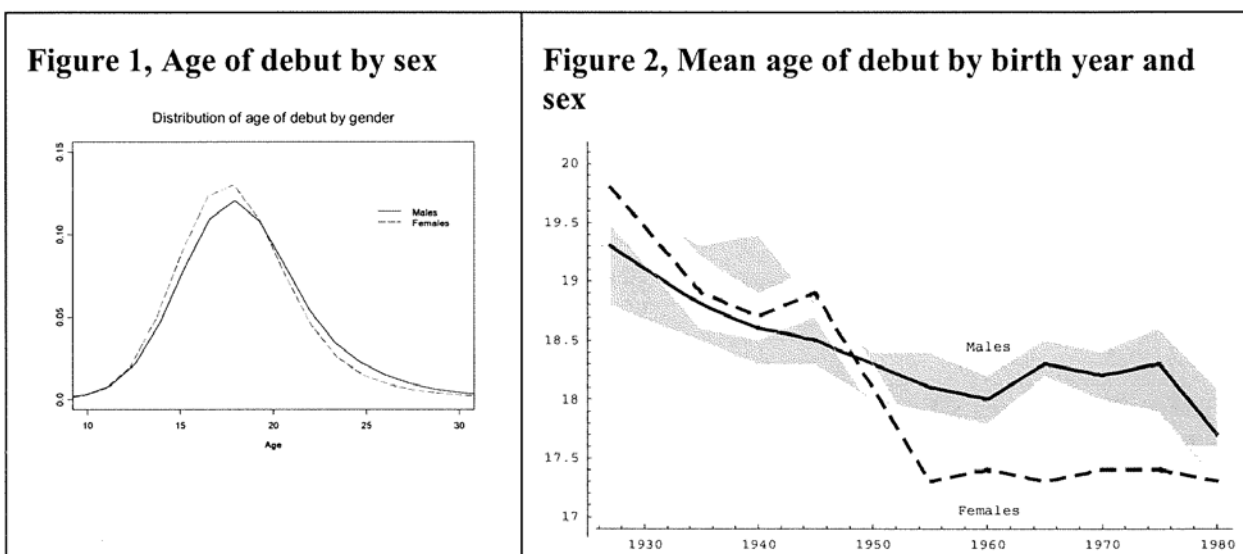 Figure 1, Age of debut by sex
Distribution of age of debut by gender
0.15
0.10
0.05
0.0
Males
Females
10
15
20
25
30
Age
Figure 2, Mean age of debut by birth year and
sex
20
19.5
19
18.5
18
17.5
17
Males
Females
1930
1940
1950
1960
1970
1980